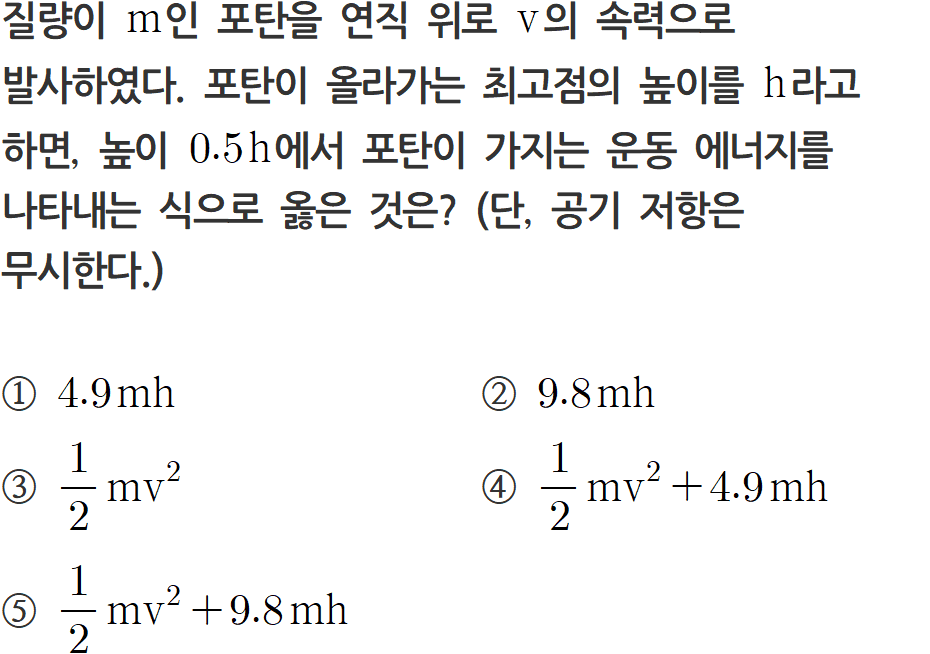 질량이 m인 포탄을 연직 위로 v의 속력으로
발사하였다. 포탄이 올라가는 최고점의 높이를 h라고
하면, 높이 0.5h에서 포탄이 가지는 운동 에너지를
나타내는 식으로 옳은 것은? (단, 공기 저항은
무시한다.)
① 4.9mh ② 9.8mh
③ \frac{1}{2}mv² ④ \frac{1}{2}mv²+4.9mh
⑤ \frac{1}{2}mv²+9.8mh